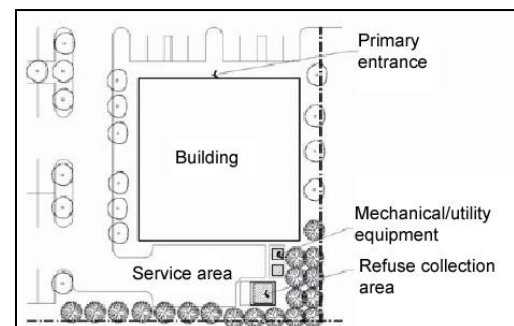 Primary
entrance
Building
Mechanical/utility
equipment
Service area
Refuse collection
area